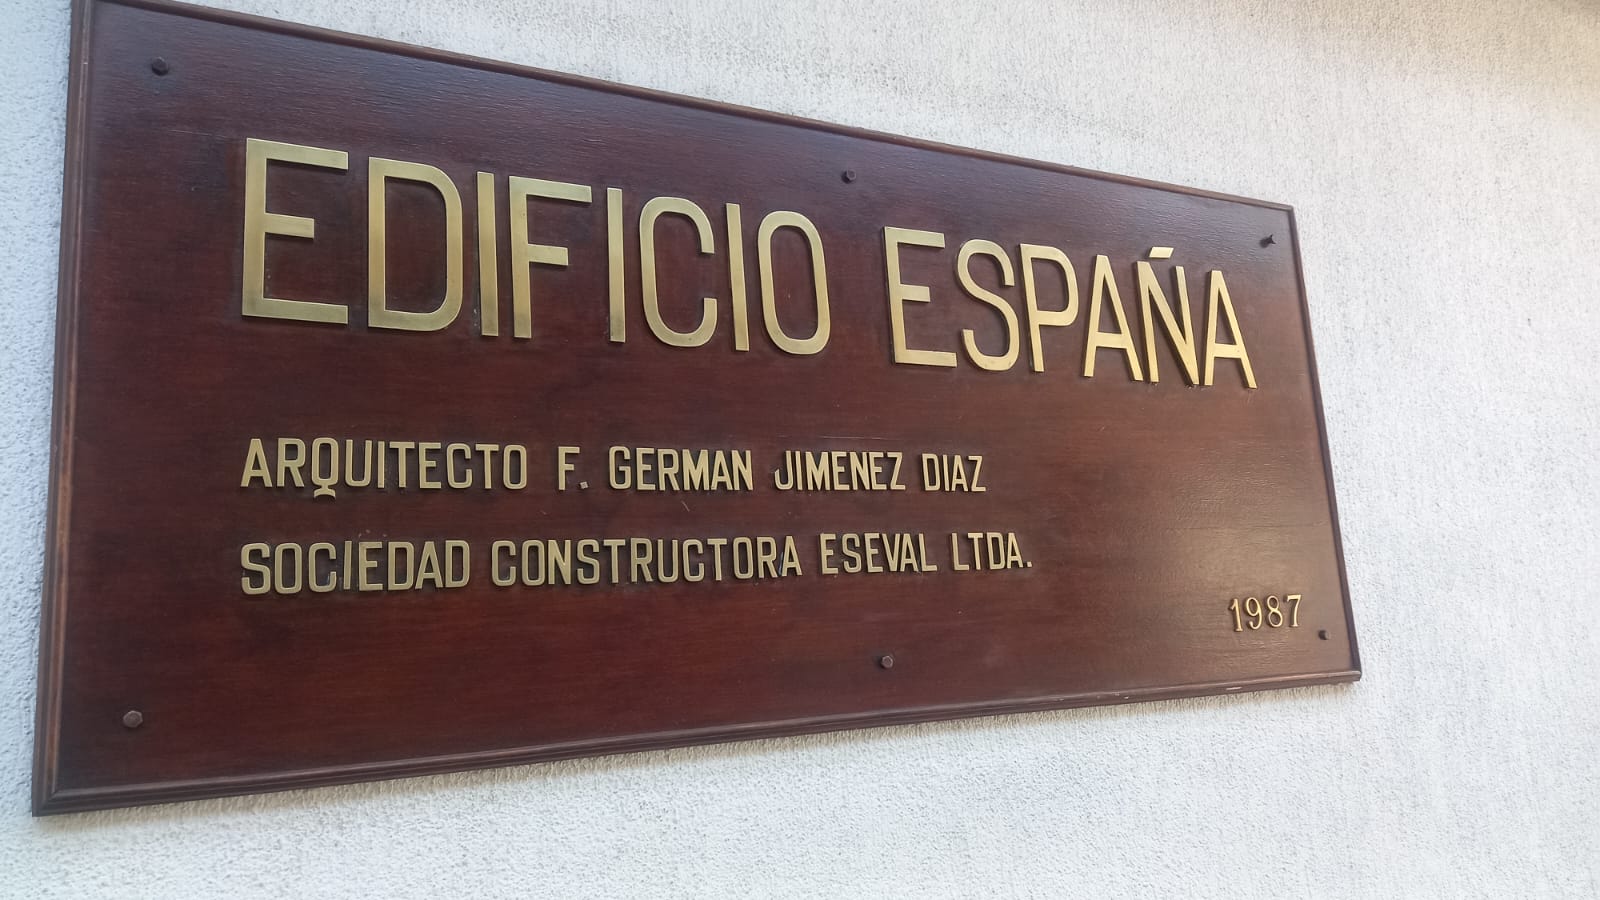 EDIFICIO ESPAÑA
ARQUITECTO F. GERMAN JIMENEZ DIAZ
SOCIEDAD CONSTRUCTORA ESEVAL LTDA.
1987